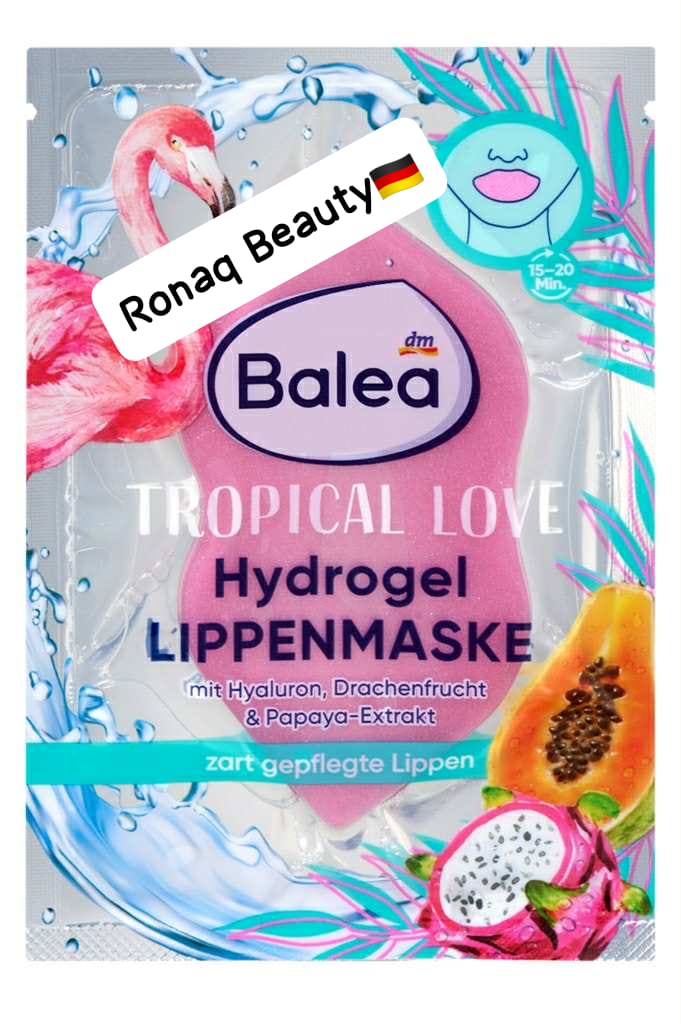 Ronaq Beauty🇩🇪
15–20
Min.
dm
Balea
TROPICAL LOVE
Hydrogel
LIPPENMASKE
mit Hyaluron, Drachenfrucht
& Papaya-Extrakt
zart gepflegte Lippen